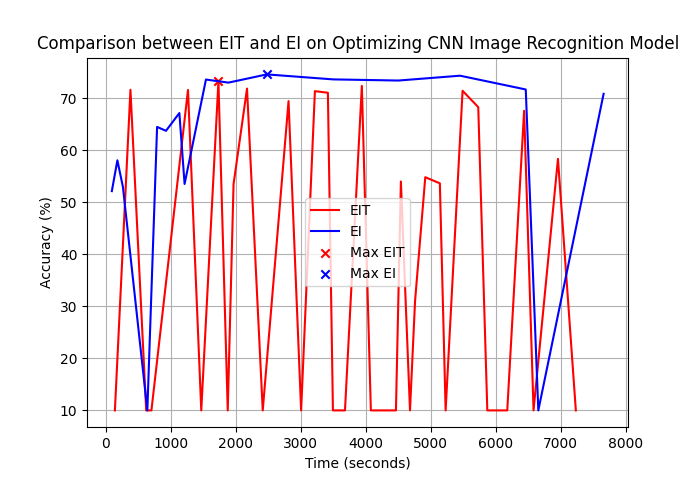 Comparison between EIT and EI on Optimizing CNN Image Recognition Model
70
60
50
40
30
20
10
Accuracy (%)
EIT
EI
Max EIT
Max EI
0 1000 2000 3000 4000 5000 6000 7000 8000
Time (seconds)